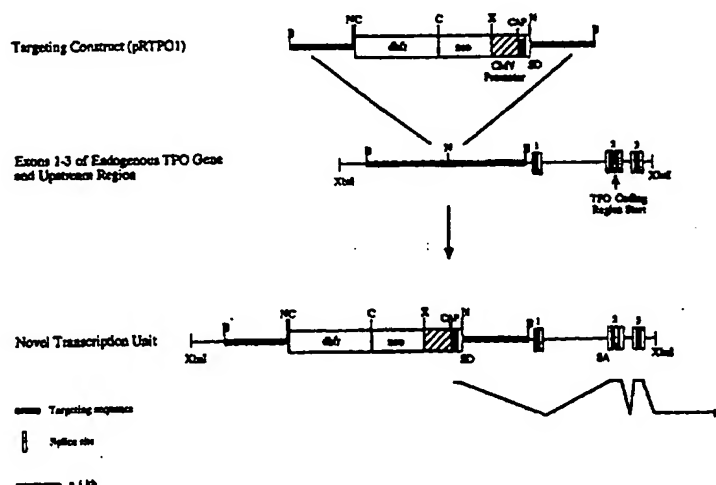 Targeting Construct (pRTPO1)
B NC C X CAP N B
dhfr neo SD
CMV
Promoter
Exons 1-3 of Endogenous TPO Gene
and Upstream Region
B N B 1 2 3
XbaI XbaI
TPO Coding
Region Start
Novel Transcription Unit
B NC C X CAP N B 1 2 3
XbaI dhfr neo SD SA XbaI
Targeting sequence
Splice site